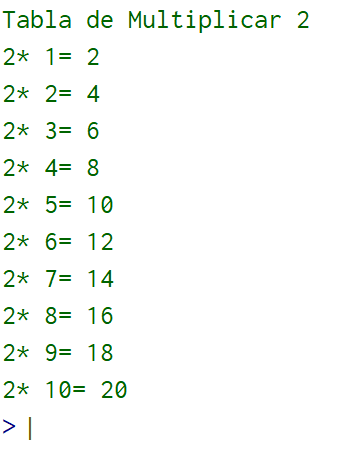 Tabla de Multiplicar 2
2* 1= 2
2* 2= 4
2* 3= 6
2* 4= 8
2* 5= 10
2* 6= 12
2* 7= 14
2* 8= 16
2* 9= 18
2* 10= 20
>